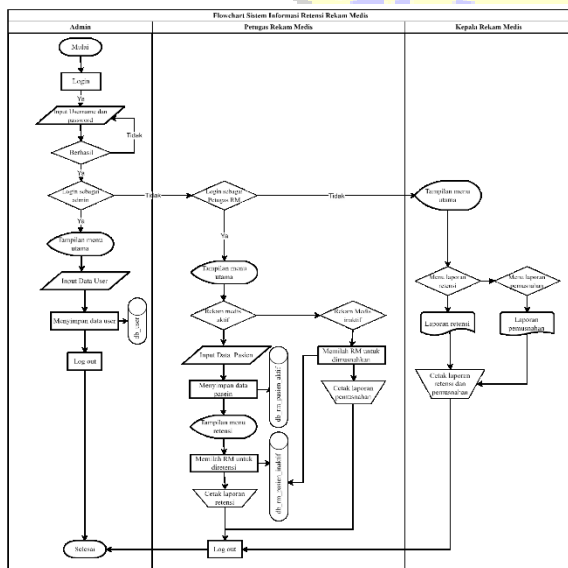 Flowchart Sistem Informasi Retensi Rekam Medis
Admin
Petugas Rekam Medis
Kepala Rekam Medis
Mulai
Login
Ya
Input Username dan
password
Tidak
Berhasil
Ya
Login sebagai
admin
Tidak
Login sebagai
Petugas RM
Tidak
Tampilan menu
utama
Ya
Tampilan menu
utama
Input Data User
Menyimpan data user
db_user
Log out
Selesai
Ya
Tampilan menu
utama
Rekam medis
aktif
Rekam Medis
inaktif
Input Data Pasien
Menyimpan data
pasien
db_rm_pasien_aktif
Tampilan menu
retensi
Memilah RM untuk
diretensi
db_rm_pasien_inaktif
Cetak laporan
retensi
Memilah RM untuk
dimusnahkan
Cetak laporan
pemusnahan
Log out
Menu laporan
retensi
Menu laporan
pemusnahan
Laporan retensi
Laporan
pemusnahan
Cetak laporan
retensi dan
pemusnahan